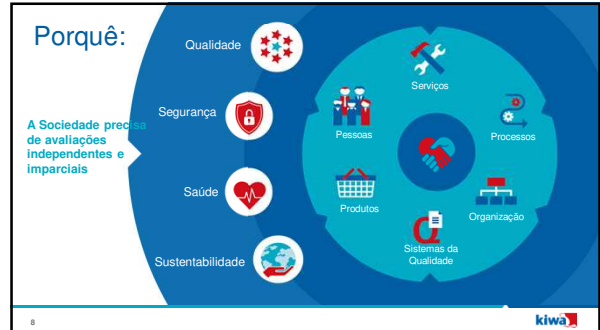 Porquê:
A Sociedade precisa
de avaliações
independentes e
imparciais
Qualidade
Segurança
Saúde
Sustentabilidade
Serviços
Pessoas
Processos
Produtos
Organização
Sistemas da
Qualidade
8
kiwa